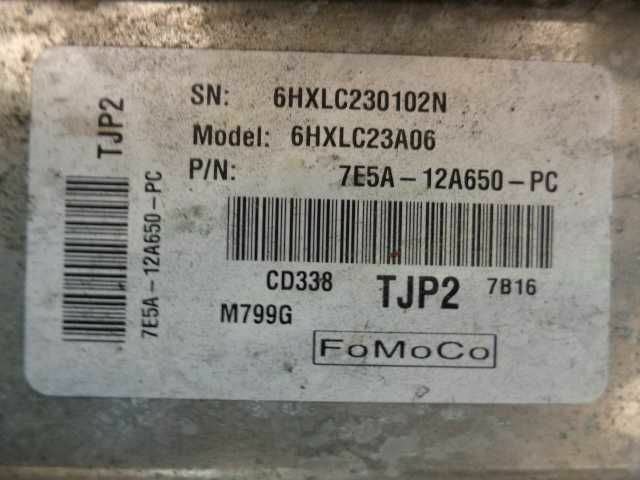 SN: 6HXLC230102N
Model: 6HXLC23A06
P/N: 7E5A-12A650-PC
CD338 TJP2 7B16
M799G
FoMoCo
TJP2
7E5A-12A650-PC